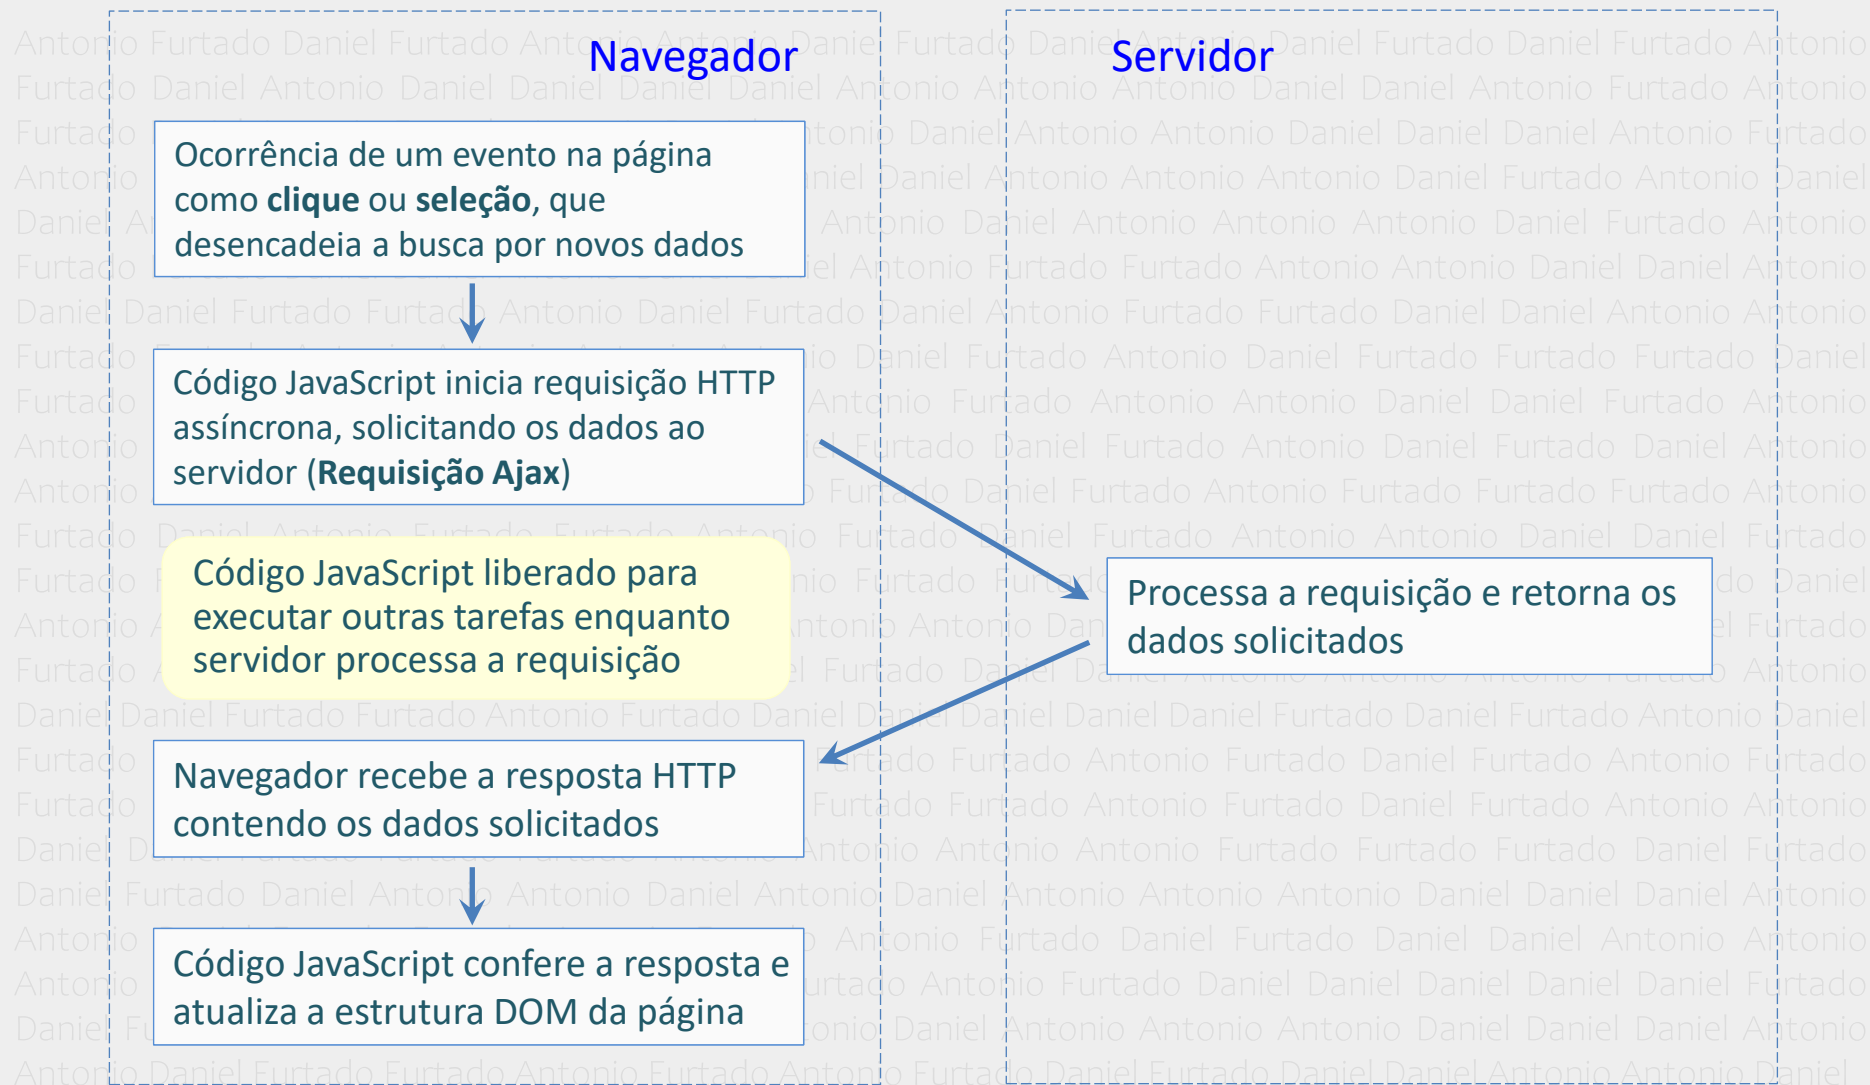 Navegador
Servidor
Ocorrência de um evento na página
como clique ou seleção, que
desencadeia a busca por novos dados
Código JavaScript inicia requisição HTTP
assíncrona, solicitando os dados ao
servidor (Requisição Ajax)
Código JavaScript liberado para
executar outras tarefas enquanto
servidor processa a requisição
Processa a requisição e retorna os
dados solicitados
Navegador recebe a resposta HTTP
contendo os dados solicitados
Código JavaScript confere a resposta e
atualiza a estrutura DOM da página